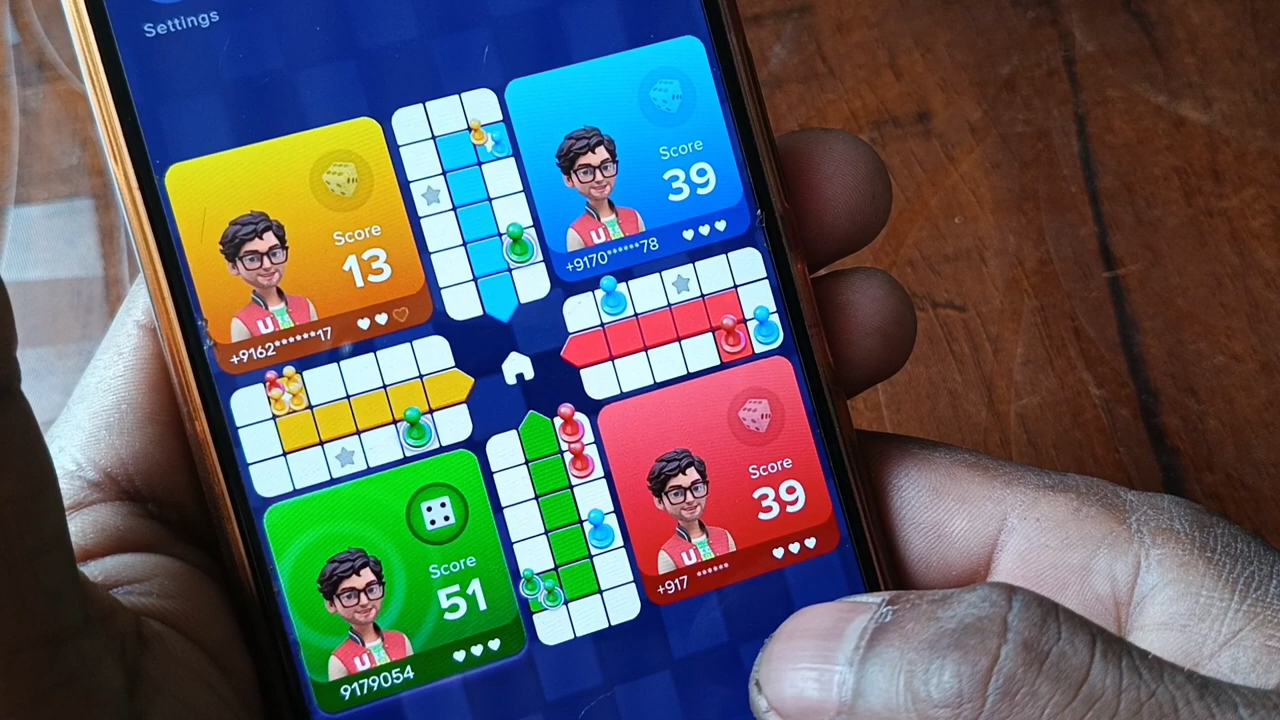 Settings
Score
13
+9162******17
Score
39
+9170******78
Score
51
9179054
Score
39
+917 ******